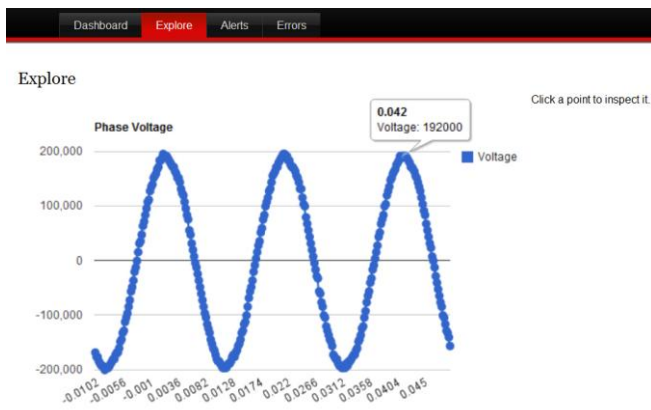 Dashboard Explore Alerts Errors
Explore
Click a point to inspect it.
Phase Voltage
0.042
Voltage: 192000
Voltage
200,000
100,000
0
-100,000
-200,000
-0.0102 -0.0056 -0.001 0.0036 0.0082 0.0128 0.0174 0.022 0.0266 0.0312 0.0358 0.0404 0.045